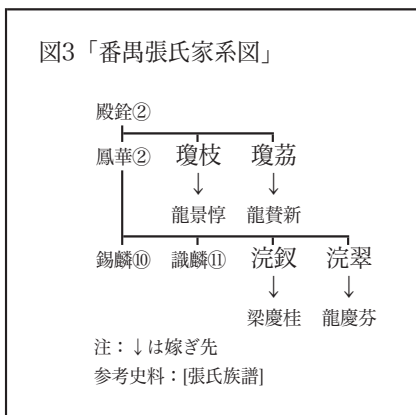 図3「番禺張氏家系図」
殿銓②
鳳華② 瓊枝 瓊茘
↓ ↓
龍景惇 龍賛新
錫麟⑩ 識麟⑪ 浣釵 浣翠
↓ ↓
梁慶桂 龍慶芬
注：↓は嫁ぎ先
参考史料：[張氏族譜]